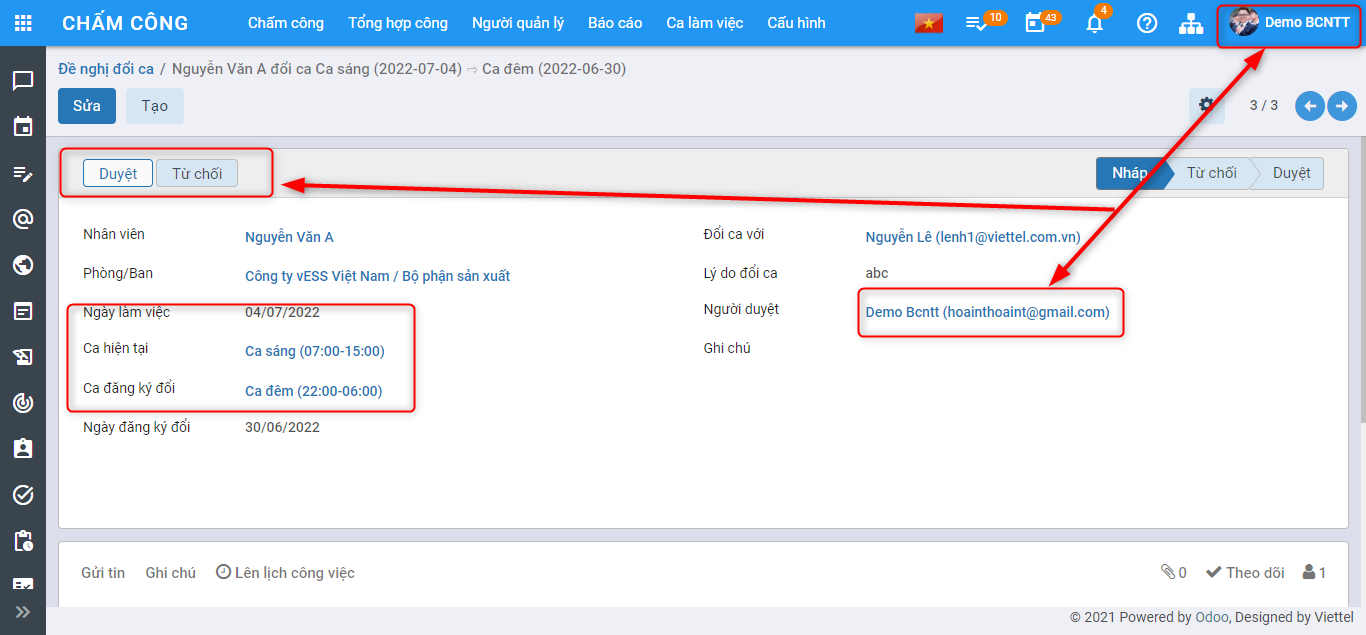 CHẤM CÔNG Chấm công Tổng hợp công Người quản lý Báo cáo Ca làm việc Cấu hình 10 43 4 Demo BCNTT
Đề nghị đổi ca / Nguyễn Văn A đổi ca Ca sáng (2022-07-04) ⇨ Ca đêm (2022-06-30)
Sửa Tạo 3 / 3
Duyệt Từ chối Nháp Từ chối Duyệt
Nhân viên Nguyễn Văn A Đổi ca với Nguyễn Lê (lenh1@viettel.com.vn)
Phòng/Ban Công ty vESS Việt Nam / Bộ phận sản xuất Lý do đổi ca abc
Ngày làm việc 04/07/2022 Người duyệt Demo Bcntt (hoainthoaint@gmail.com)
Ca hiện tại Ca sáng (07:00-15:00) Ghi chú
Ca đăng ký đổi Ca đêm (22:00-06:00)
Ngày đăng ký đổi 30/06/2022
Gửi tin Ghi chú Lên lịch công việc 0 Theo dõi 1
© 2021 Powered by Odoo, Designed by Viettel